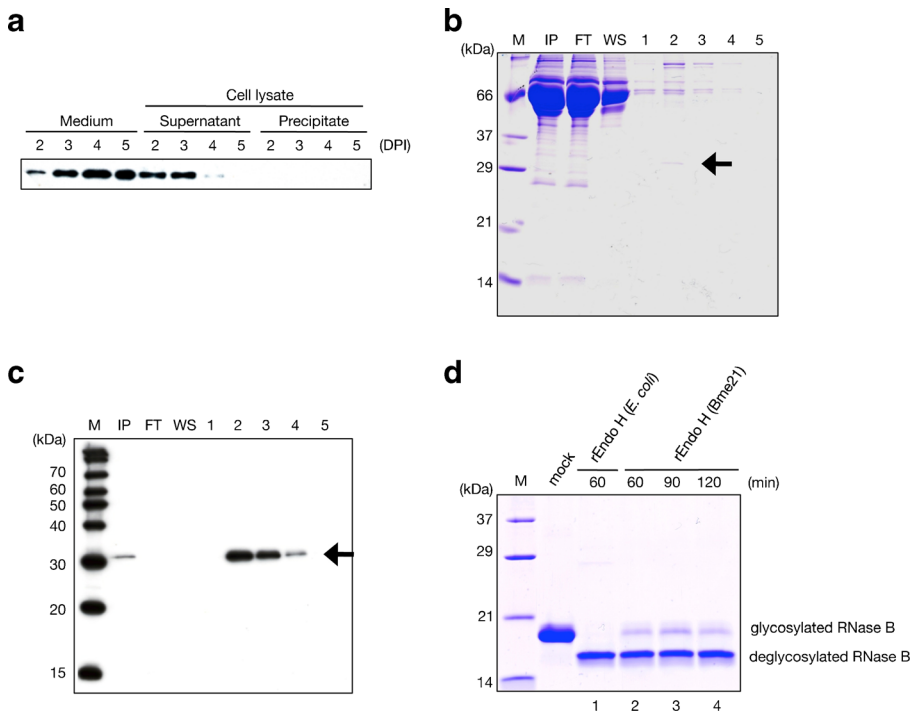 a
Cell lysate
Medium Supernatant Precipitate
2 3 4 5 2 3 4 5 2 3 4 5 (DPI)
b
M IP FT WS 1 2 3 4 5
(kDa)
66
37
29
21
14
c
M IP FT WS 1 2 3 4 5
(kDa)
70
60
50
40
30
20
15
d
rEndo H (E. coli)
rEndo H (Bme21)
mock
M 60 60 90 120 (min)
(kDa)
37
29
21
glycosylated RNase B
deglycosylated RNase B
14
1 2 3 4